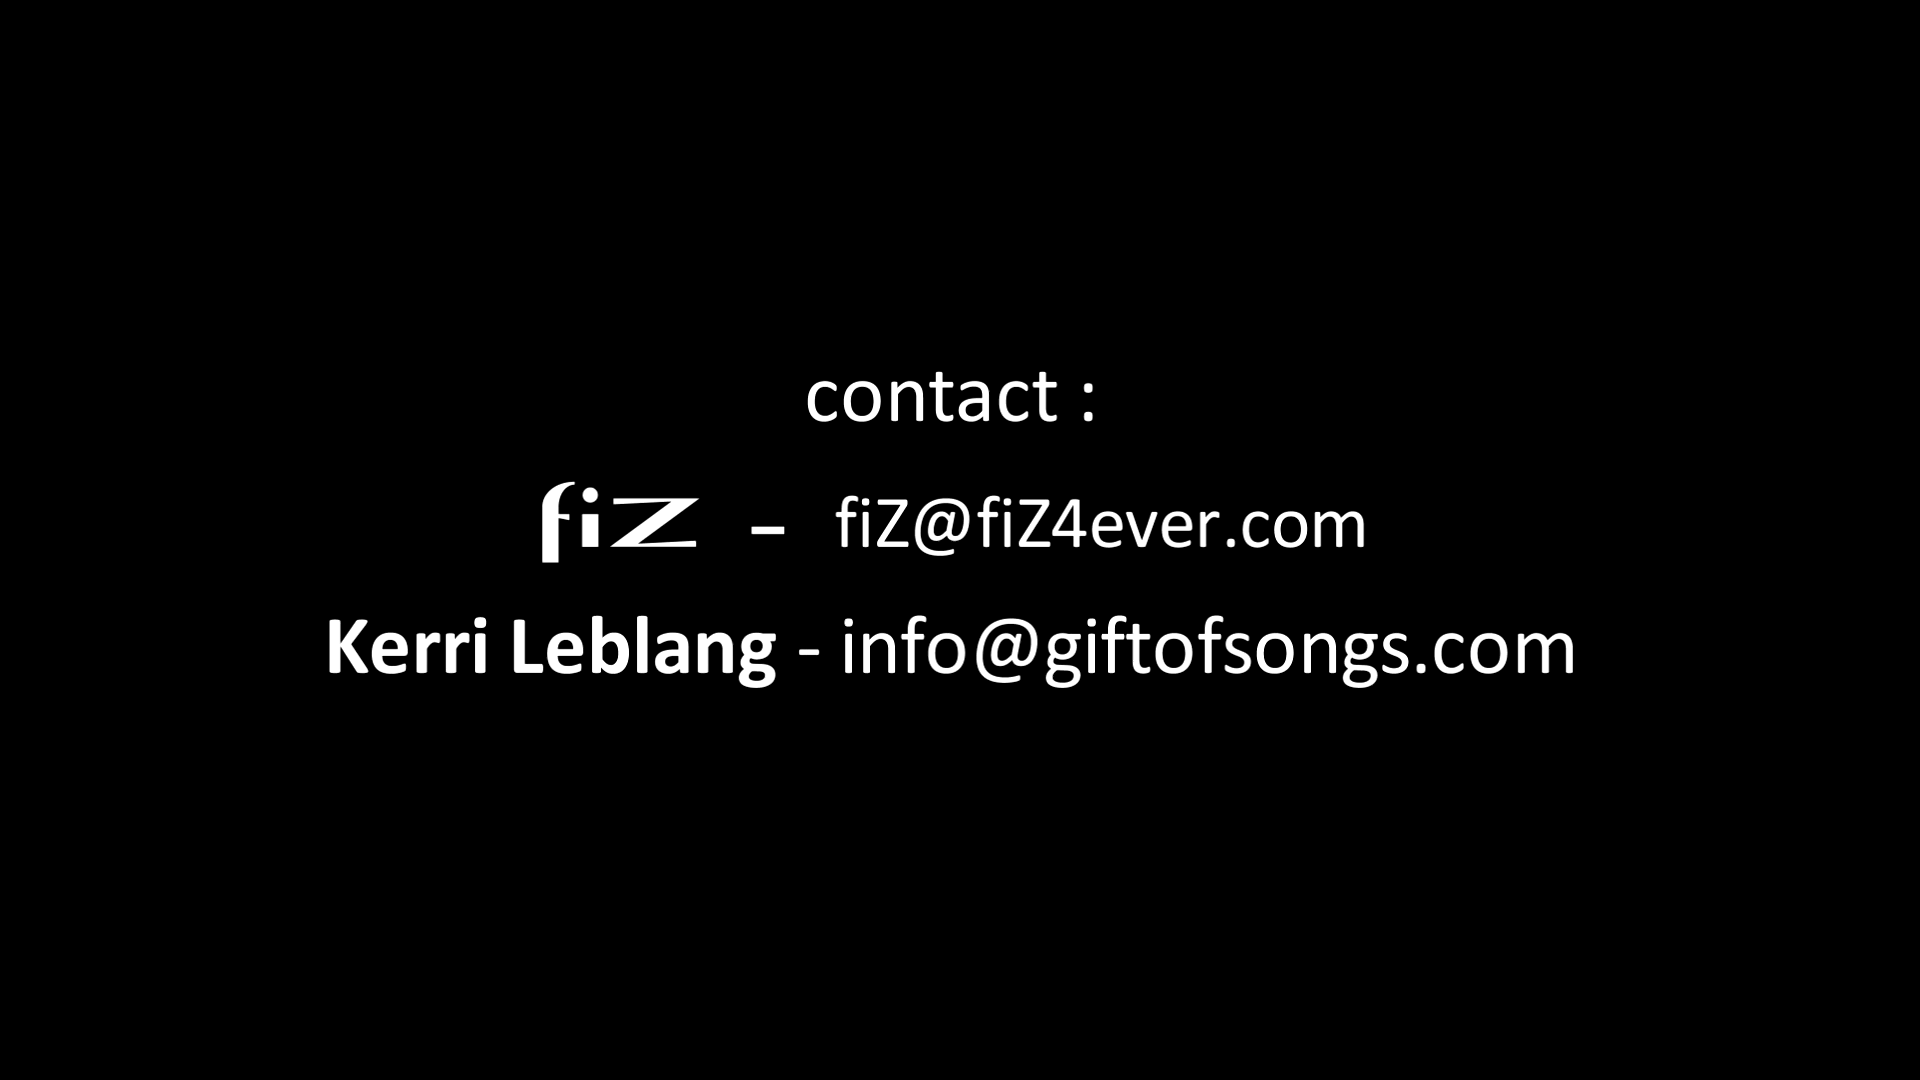 contact :
fiZ – fiZ@fiZ4ever.com
Kerri Leblang - info@giftofsongs.com